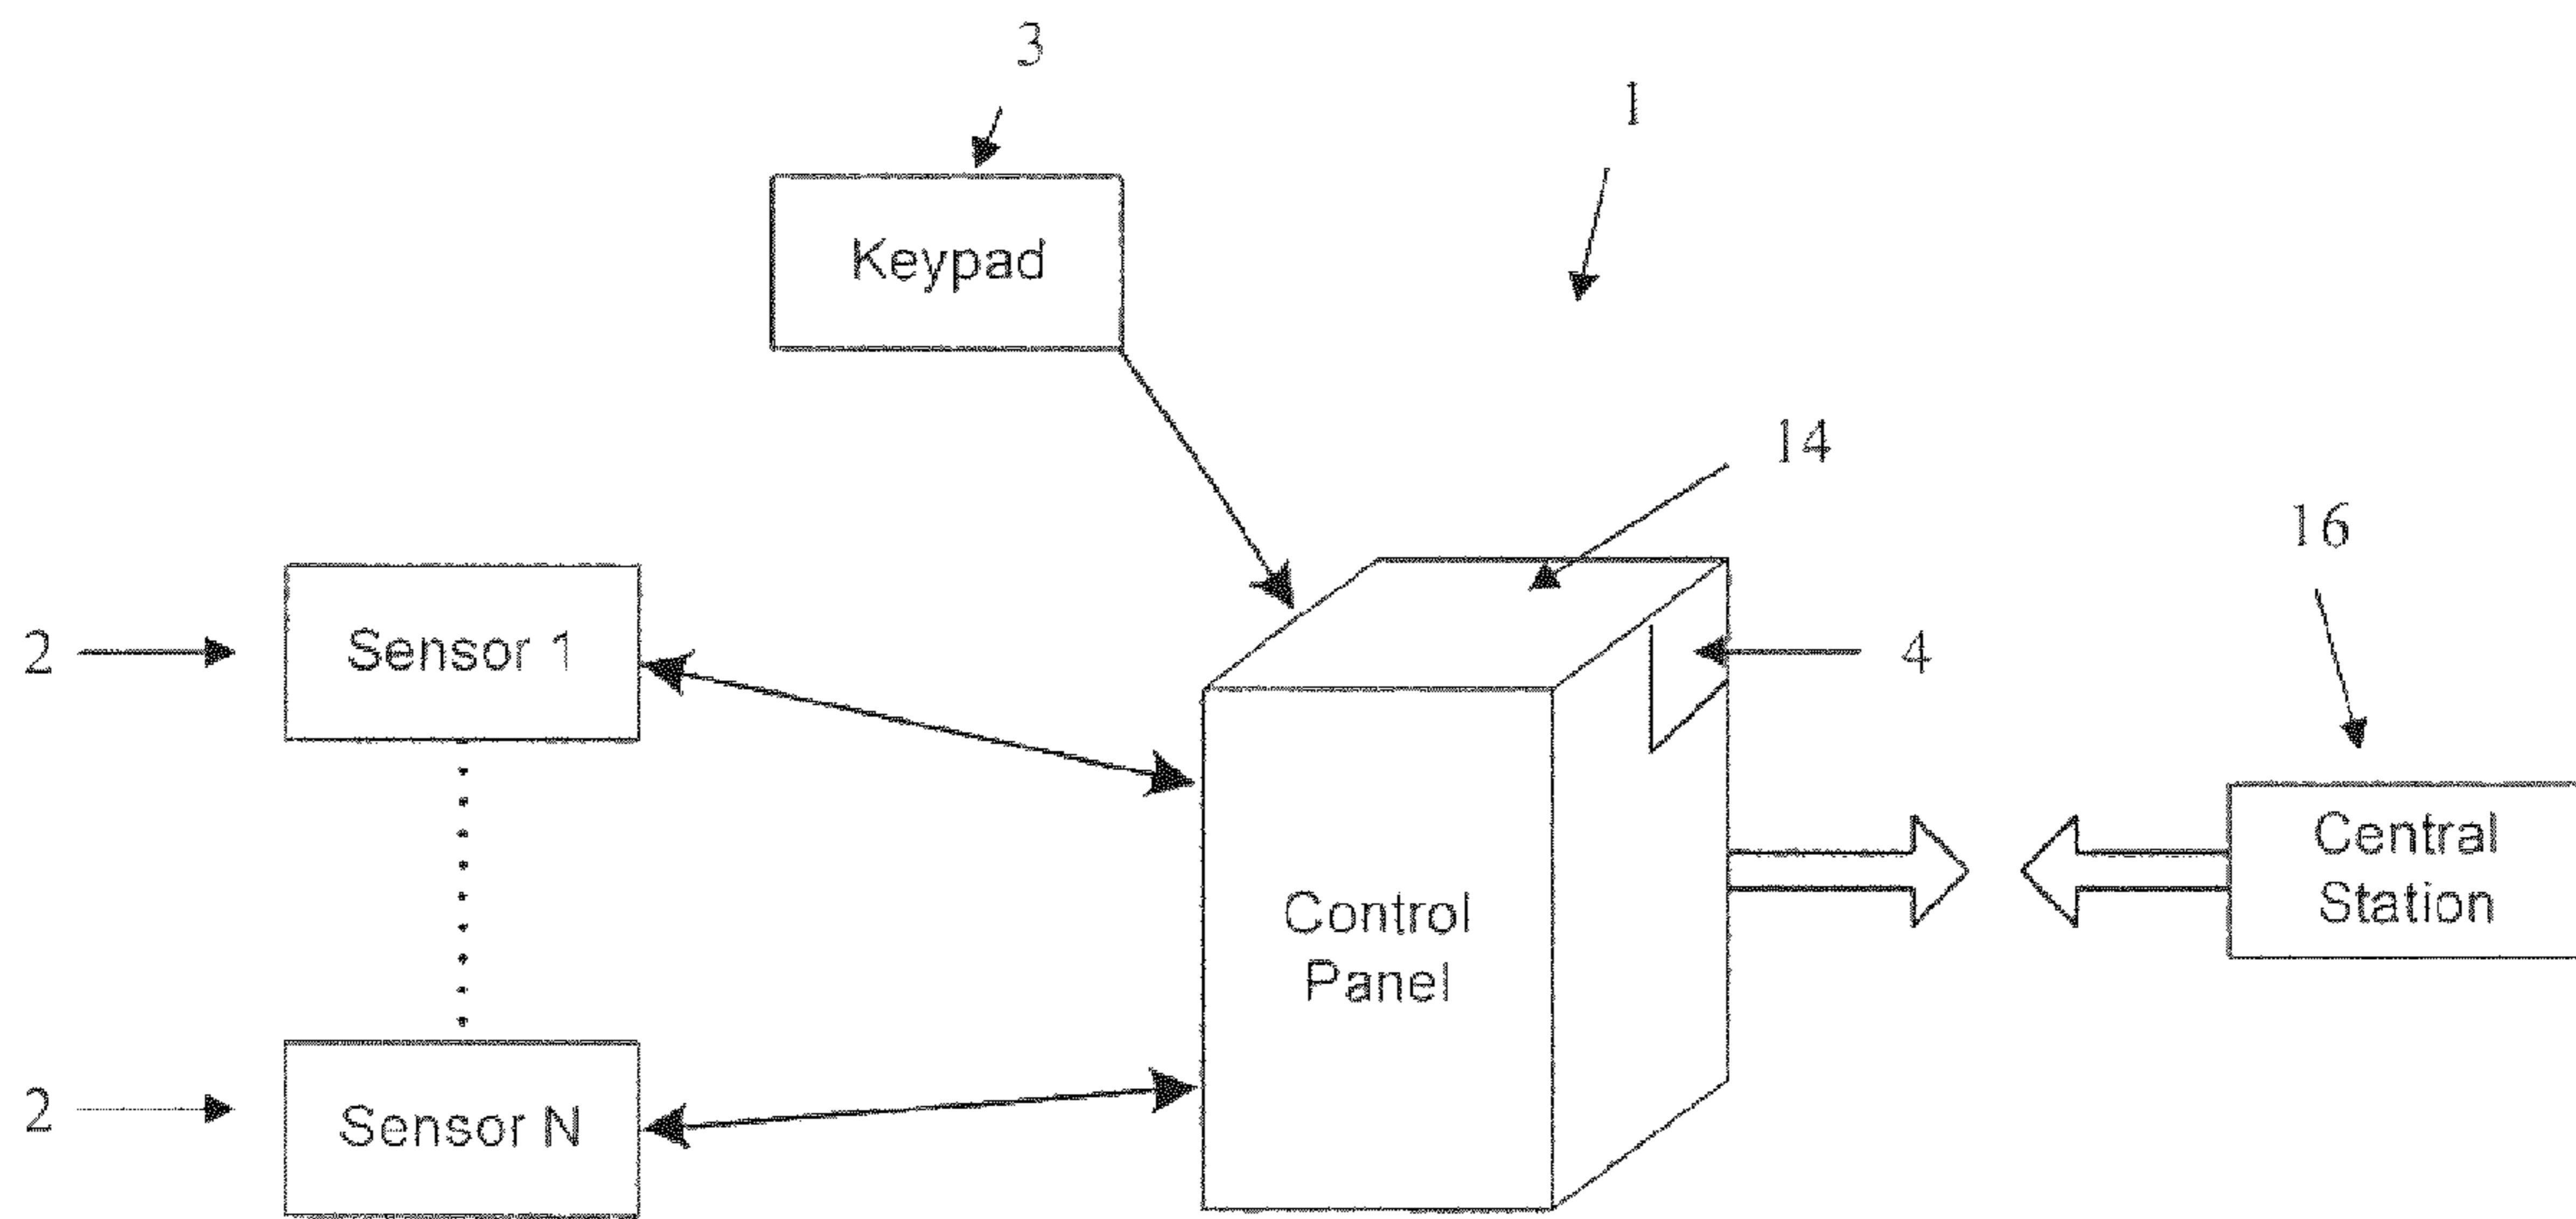 3
1
Keypad
14
16
2
Sensor 1
4
Central
Station
Control
Panel
2
Sensor N